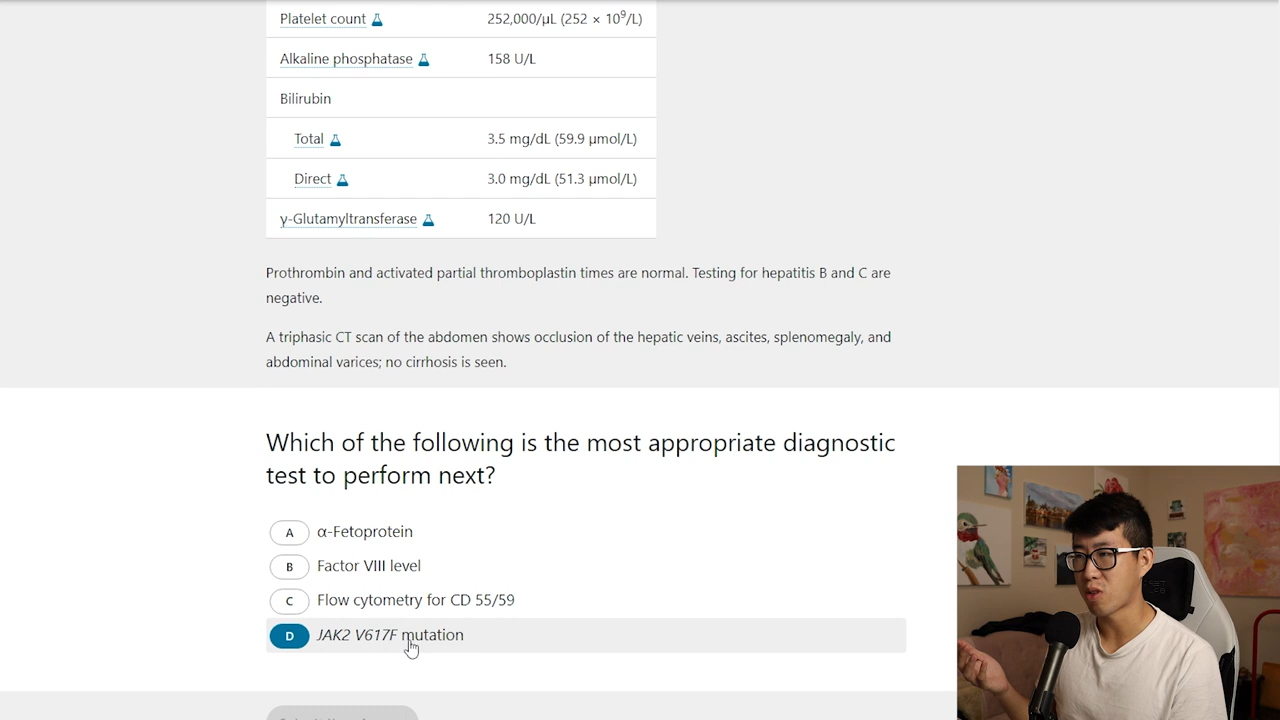 Platelet count 252,000/µL (252 × 10⁹/L)
Alkaline phosphatase 158 U/L
Bilirubin
Total 3.5 mg/dL (59.9 µmol/L)
Direct 3.0 mg/dL (51.3 µmol/L)
γ-Glutamyltransferase 120 U/L
Prothrombin and activated partial thromboplastin times are normal. Testing for hepatitis B and C are
negative.
A triphasic CT scan of the abdomen shows occlusion of the hepatic veins, ascites, splenomegaly, and
abdominal varices; no cirrhosis is seen.
Which of the following is the most appropriate diagnostic
test to perform next?
A α-Fetoprotein
B Factor VIII level
C Flow cytometry for CD 55/59
D JAK2 V617F mutation